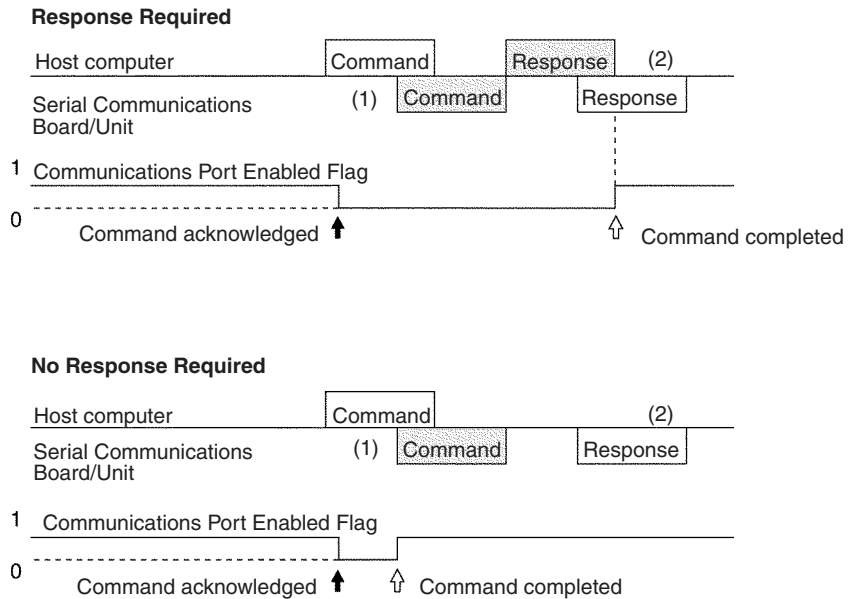 Response Required
Host computer
Command
Response
(2)
Serial Communications
Board/Unit
(1)
Command
Response
1
Communications Port Enabled Flag
0
Command acknowledged
Command completed
No Response Required
Host computer
Command
(2)
Serial Communications
Board/Unit
(1)
Command
Response
1
Communications Port Enabled Flag
0
Command acknowledged
Command completed